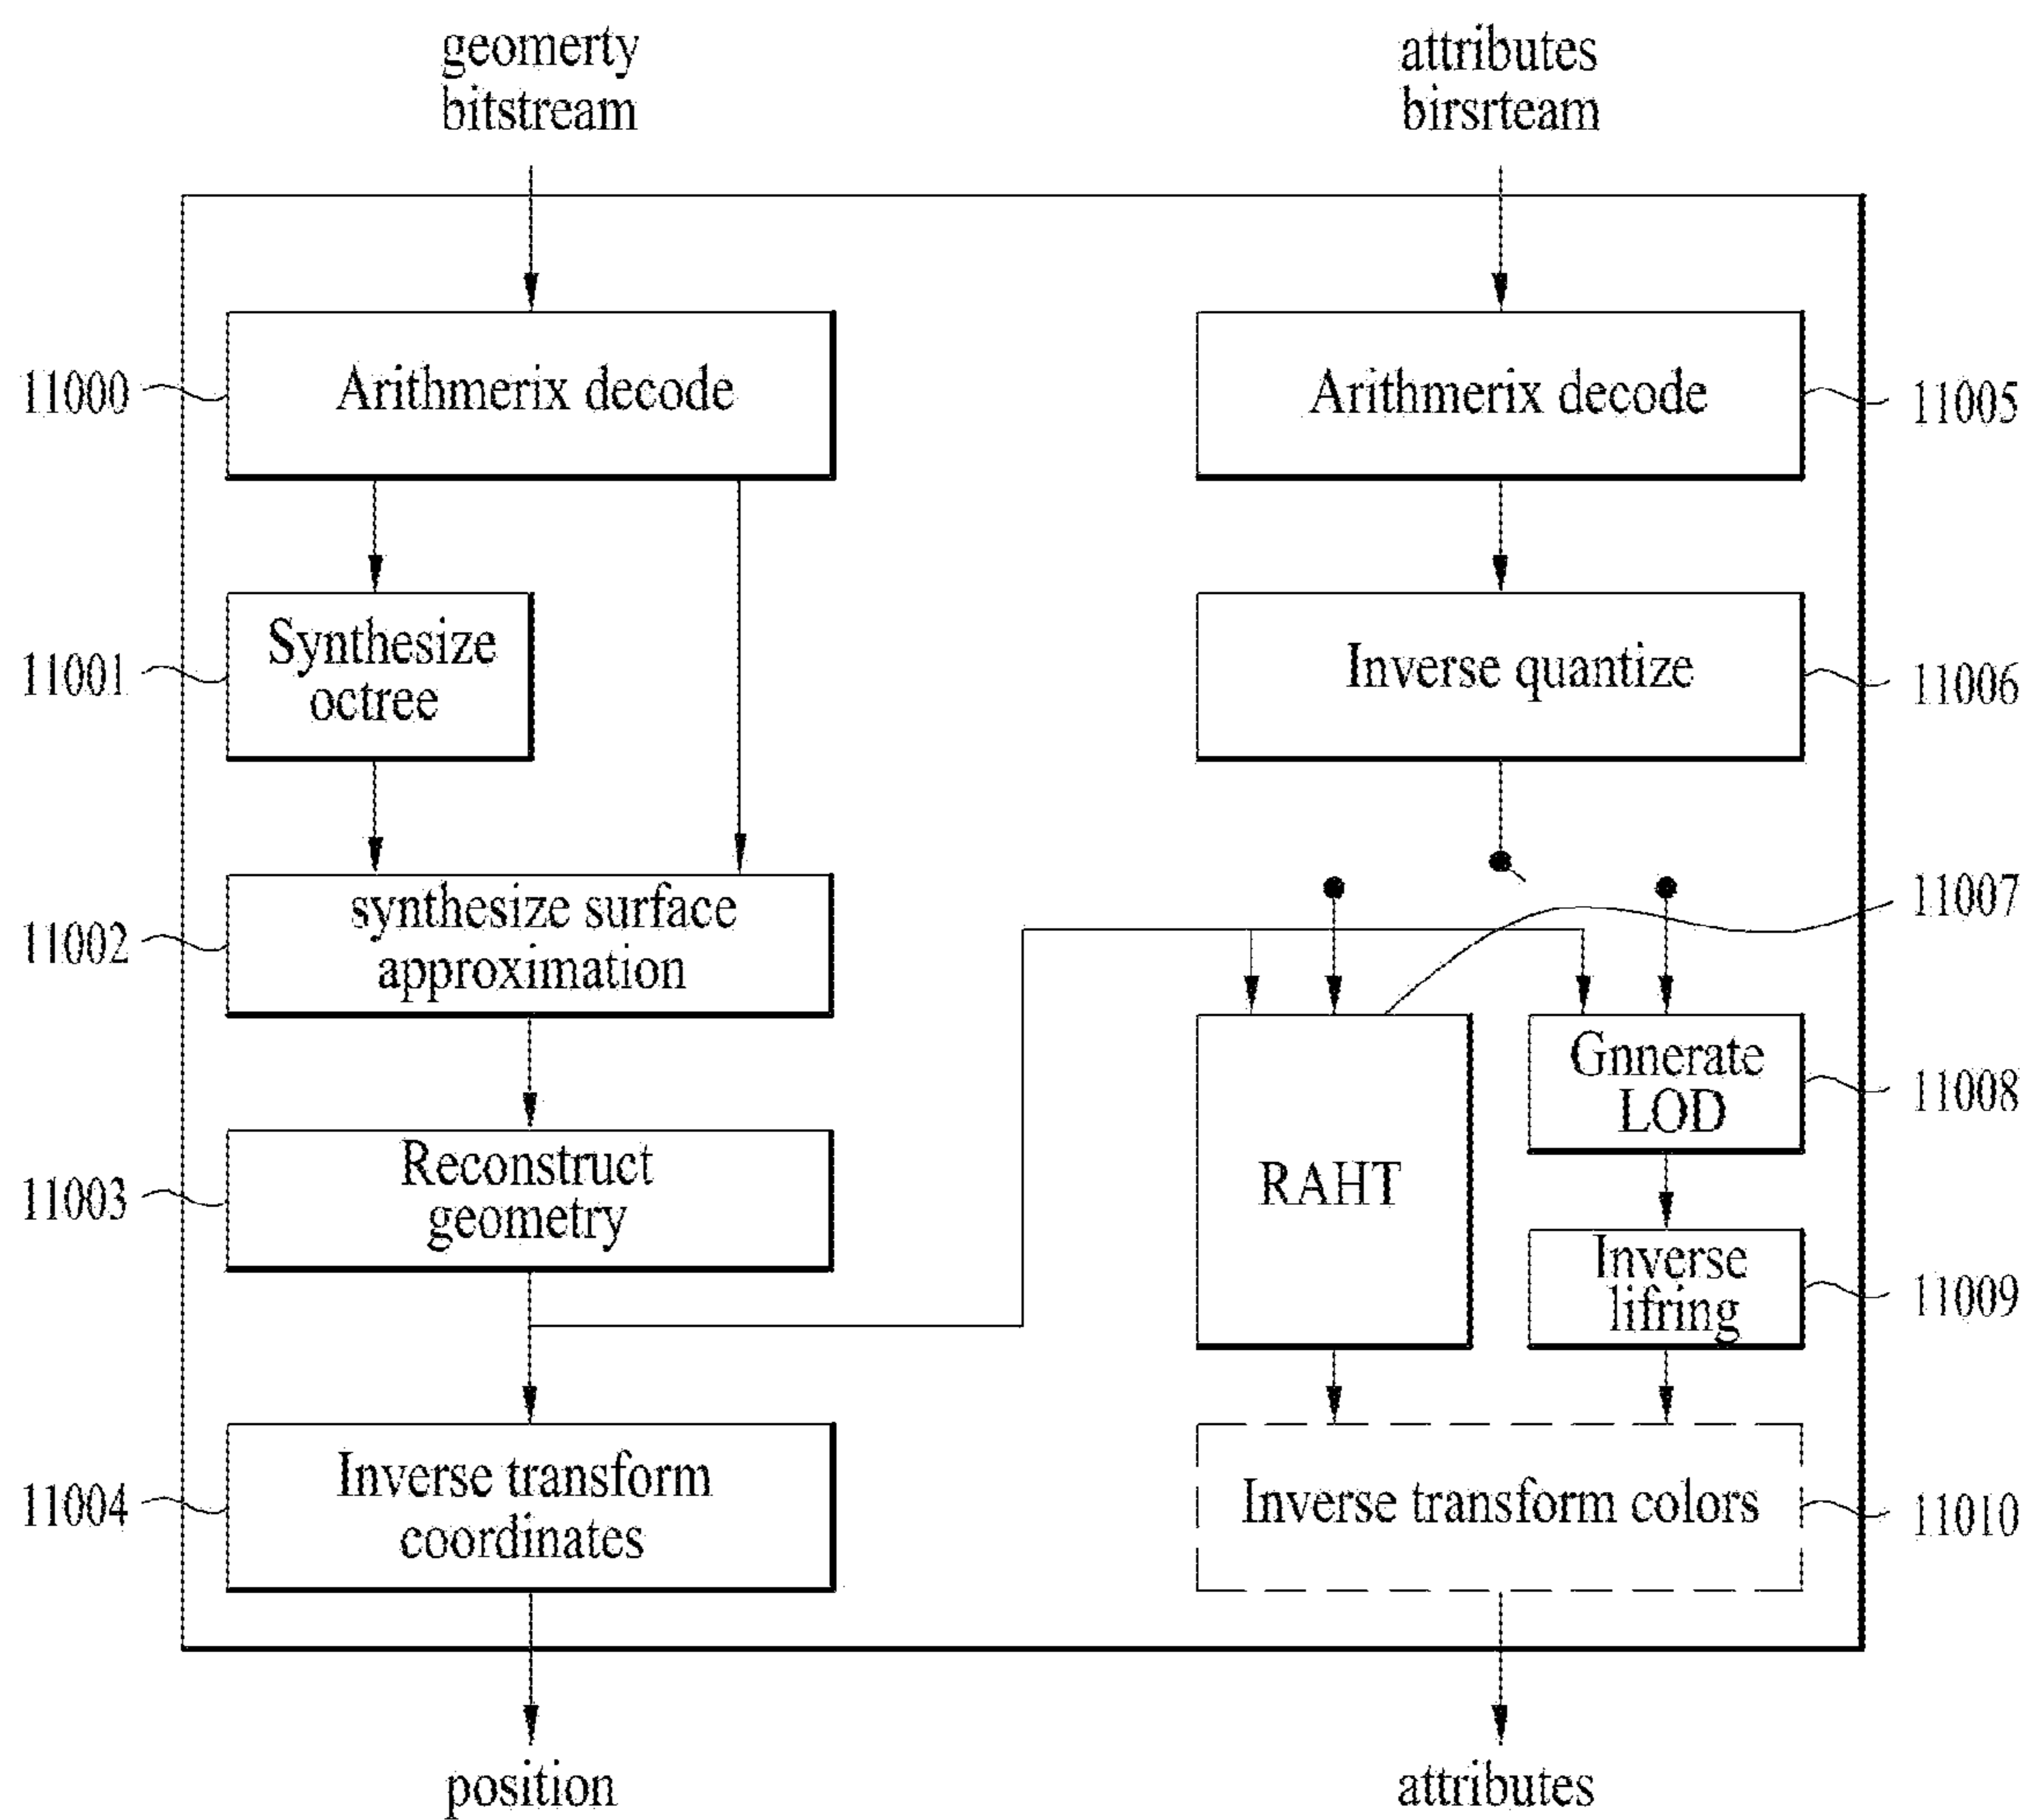 geomerty
bitstream
attributes
birsrteam
11000
Arithmerix decode
Arithmerix decode
11005
11001
Synthesize
octree
Inverse quantize
11006
11002
synthesize surface
approximation
11007
RAHT
Gnnerate
LOD
11008
11003
Reconstruct
geometry
Inverse
lifring
11009
11004
Inverse transform
coordinates
Inverse transform colors
11010
position
attributes